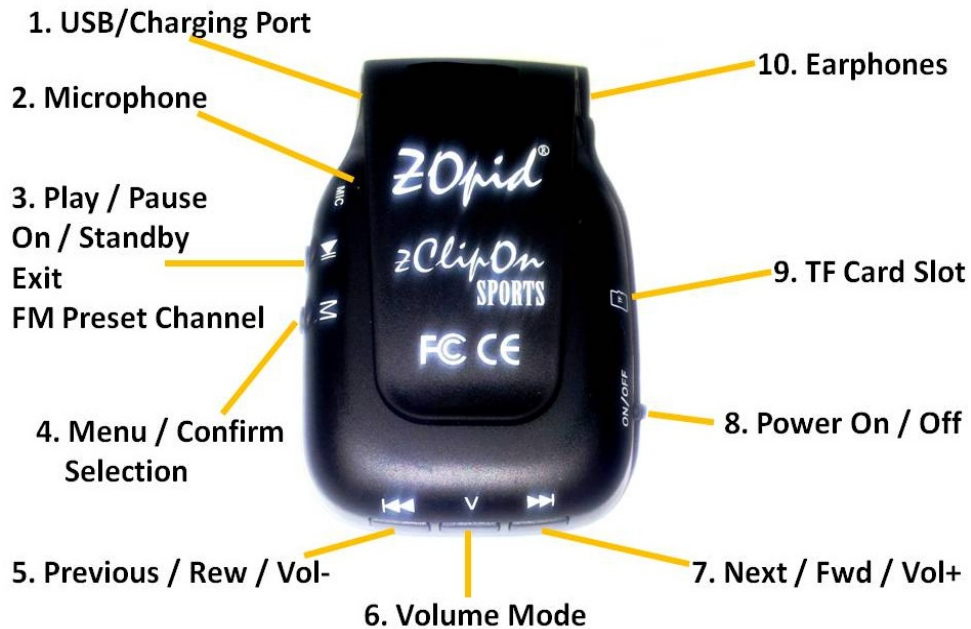 1. USB/Charging Port
2. Microphone
3. Play / Pause
On / Standby
Exit
FM Preset Channel
4. Menu / Confirm
Selection
5. Previous / Rew / Vol-
6. Volume Mode
7. Next / Fwd / Vol+
8. Power On / Off
9. TF Card Slot
10. Earphones
ZOpid®
zClipOn
SPORTS
FC CE
MIC
M
V
TF
ON/OFF